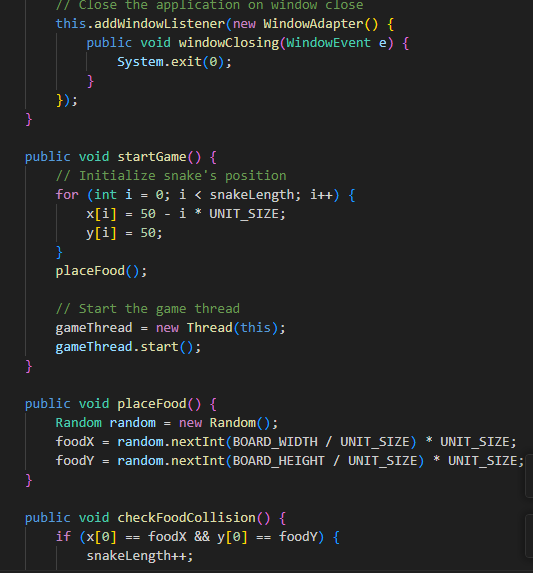 // Close the application on window close
this.addWindowListener(new WindowAdapter() {
public void windowClosing(WindowEvent e) {
System.exit(0);
}
});
}
public void startGame() {
// Initialize snake's position
for (int i = 0; i < snakeLength; i++) {
x[i] = 50 - i * UNIT_SIZE;
y[i] = 50;
}
placeFood();
// Start the game thread
gameThread = new Thread(this);
gameThread.start();
}
public void placeFood() {
Random random = new Random();
foodX = random.nextInt(BOARD_WIDTH / UNIT_SIZE) * UNIT_SIZE;
foodY = random.nextInt(BOARD_HEIGHT / UNIT_SIZE) * UNIT_SIZE;
}
public void checkFoodCollision() {
if (x[0] == foodX && y[0] == foodY) {
snakeLength++;